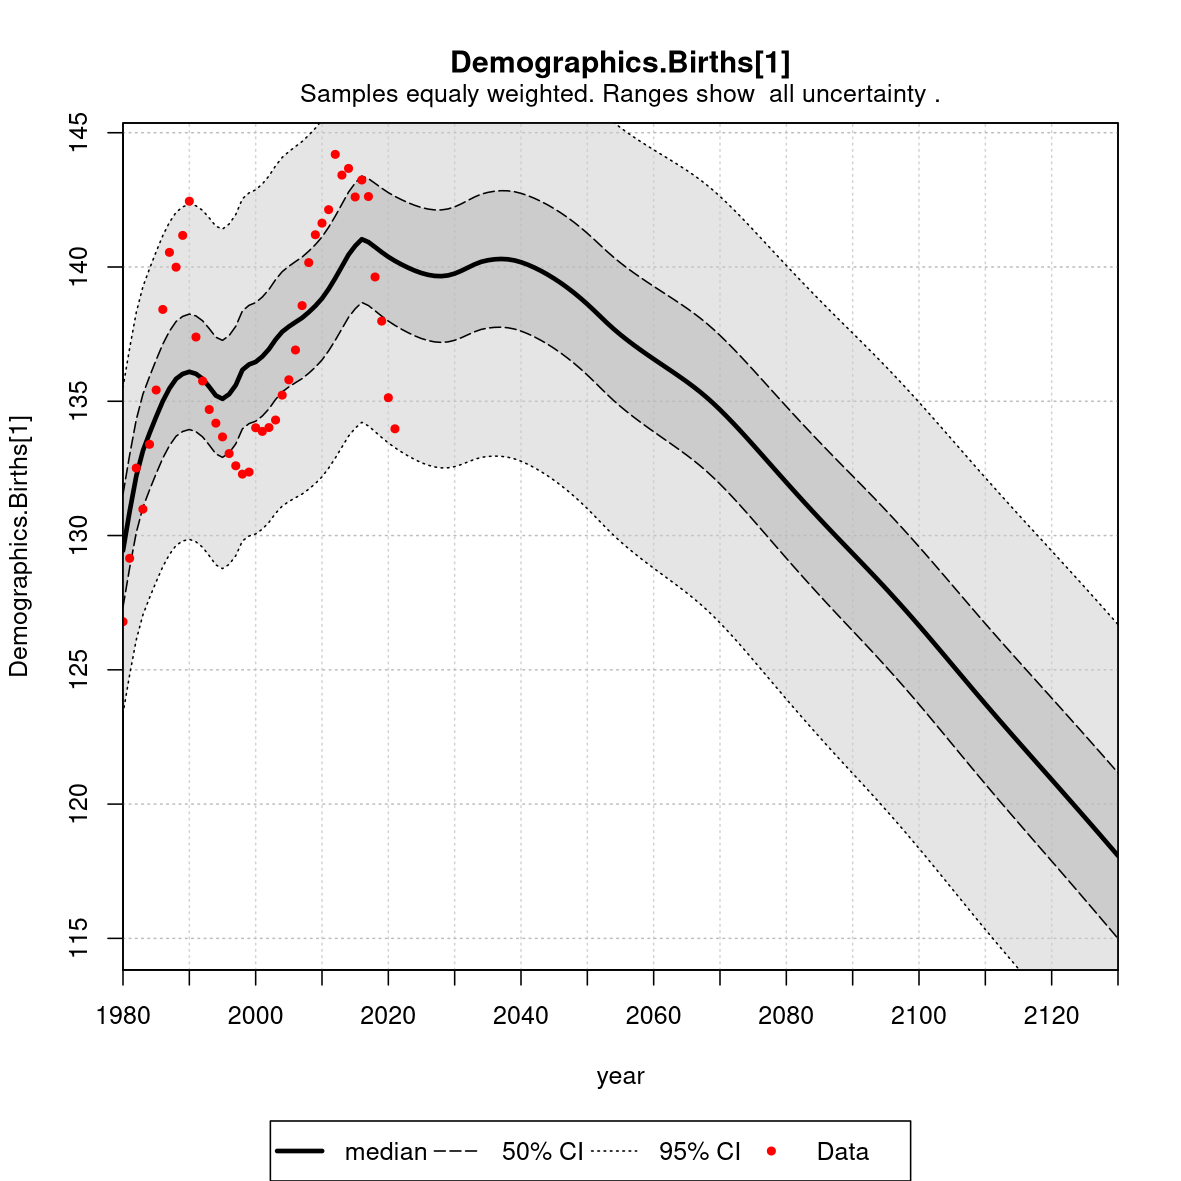 Demographics.Births[1]
Samples equaly weighted. Ranges show  all uncertainty .
Demographics.Births[1]
145
140
135
130
125
120
115
1980 2000 2020 2040 2060 2080 2100 2120
year
median 50% CI 95% CI Data